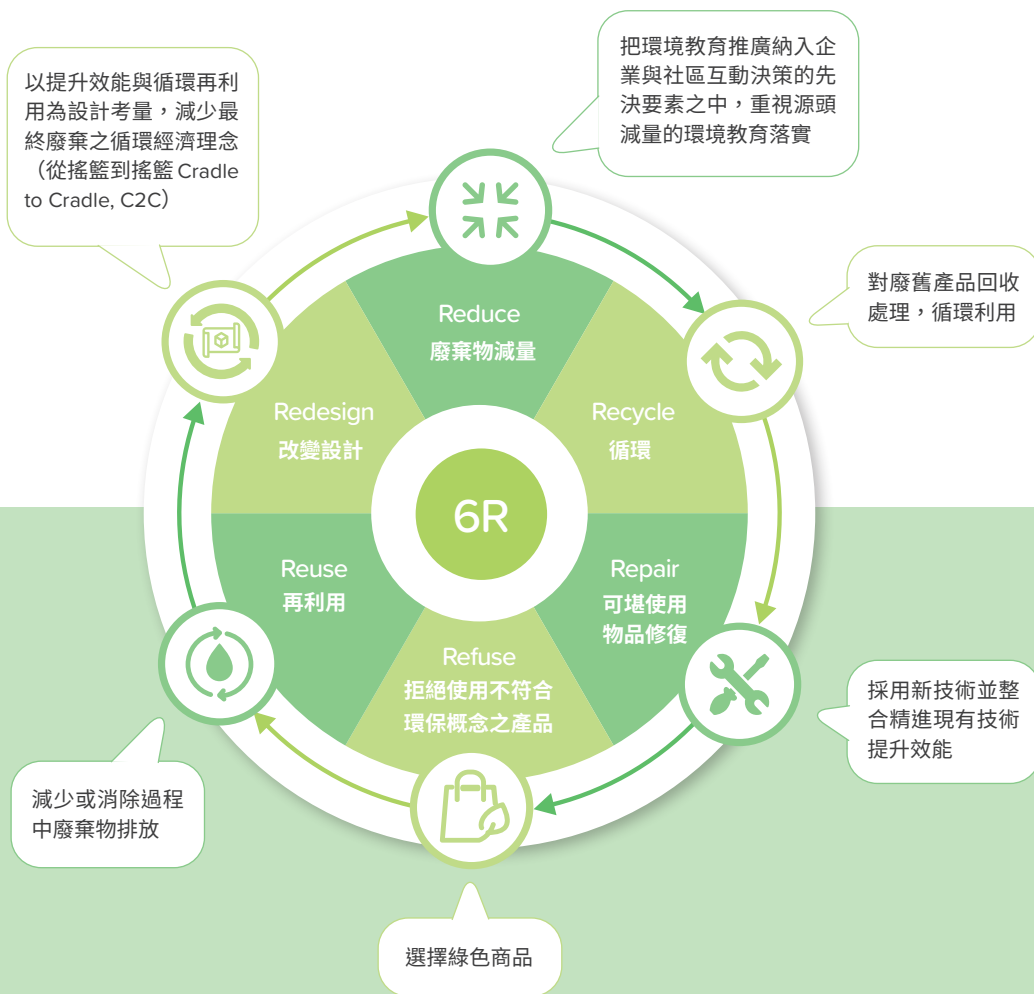 把環境教育推廣納入企
業與社區互動決策的先
決要素之中，重視源頭
減量的環境教育落實
以提升效能與循環再利
用為設計考量，減少最
終廢棄之循環經濟理念
（從搖籃到搖籃 Cradle
to Cradle, C2C）
對廢舊產品回收
處理，循環利用
Reduce
廢棄物減量
Redesign
改變設計
Recycle
循環
6R
Reuse
再利用
Repair
可堪使用
物品修復
Refuse
拒絕使用不符合
環保概念之產品
採用新技術並整
合精進現有技術
提升效能
減少或消除過程
中廢棄物排放
選擇綠色商品